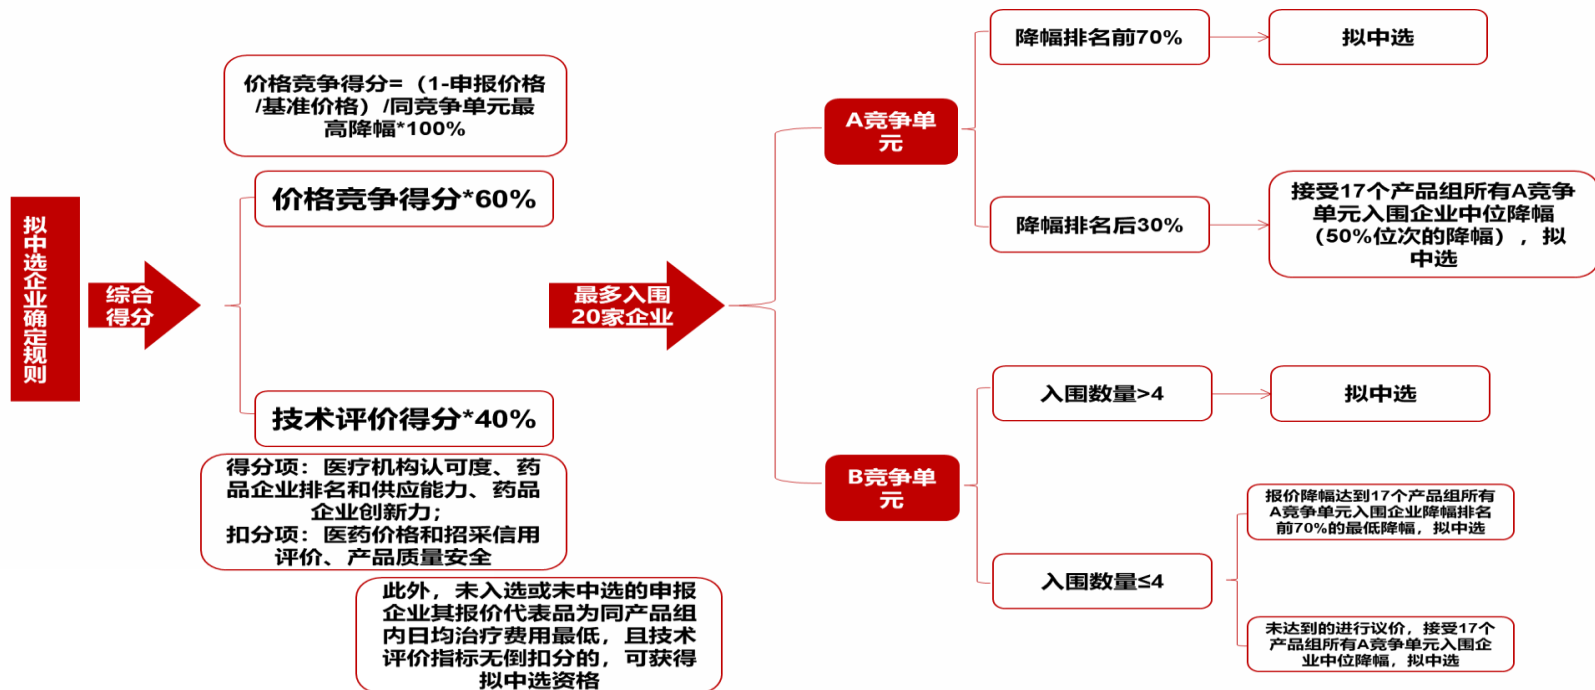 拟中选企业确定规则
综合
得分
价格竞争得分=（1-申报价格
/基准价格）/同竞争单元最
高降幅*100%
价格竞争得分*60%
技术评价得分*40%
得分项：医疗机构认可度、药
品企业排名和供应能力、药品
企业创新力；
扣分项：医药价格和招采信用
评价、产品质量安全
此外，未入选或未中选的申报
企业其报价代表品为同产品组
内日均治疗费用最低，且技术
评价指标无倒扣分的，可获得
拟中选资格
最多入围
20家企业
A竞争单
元
降幅排名前70%
拟中选
降幅排名后30%
接受17个产品组所有A竞争
单元入围企业中位降幅
（50%位次的降幅），拟
中选
B竞争单
元
入围数量>4
拟中选
入围数量≤4
报价降幅达到17个产品组所有
A竞争单元入围企业降幅排名
前70%的最低降幅，拟中选
未达到的进行议价，接受17个
产品组所有A竞争单元入围企
业中位降幅，拟中选